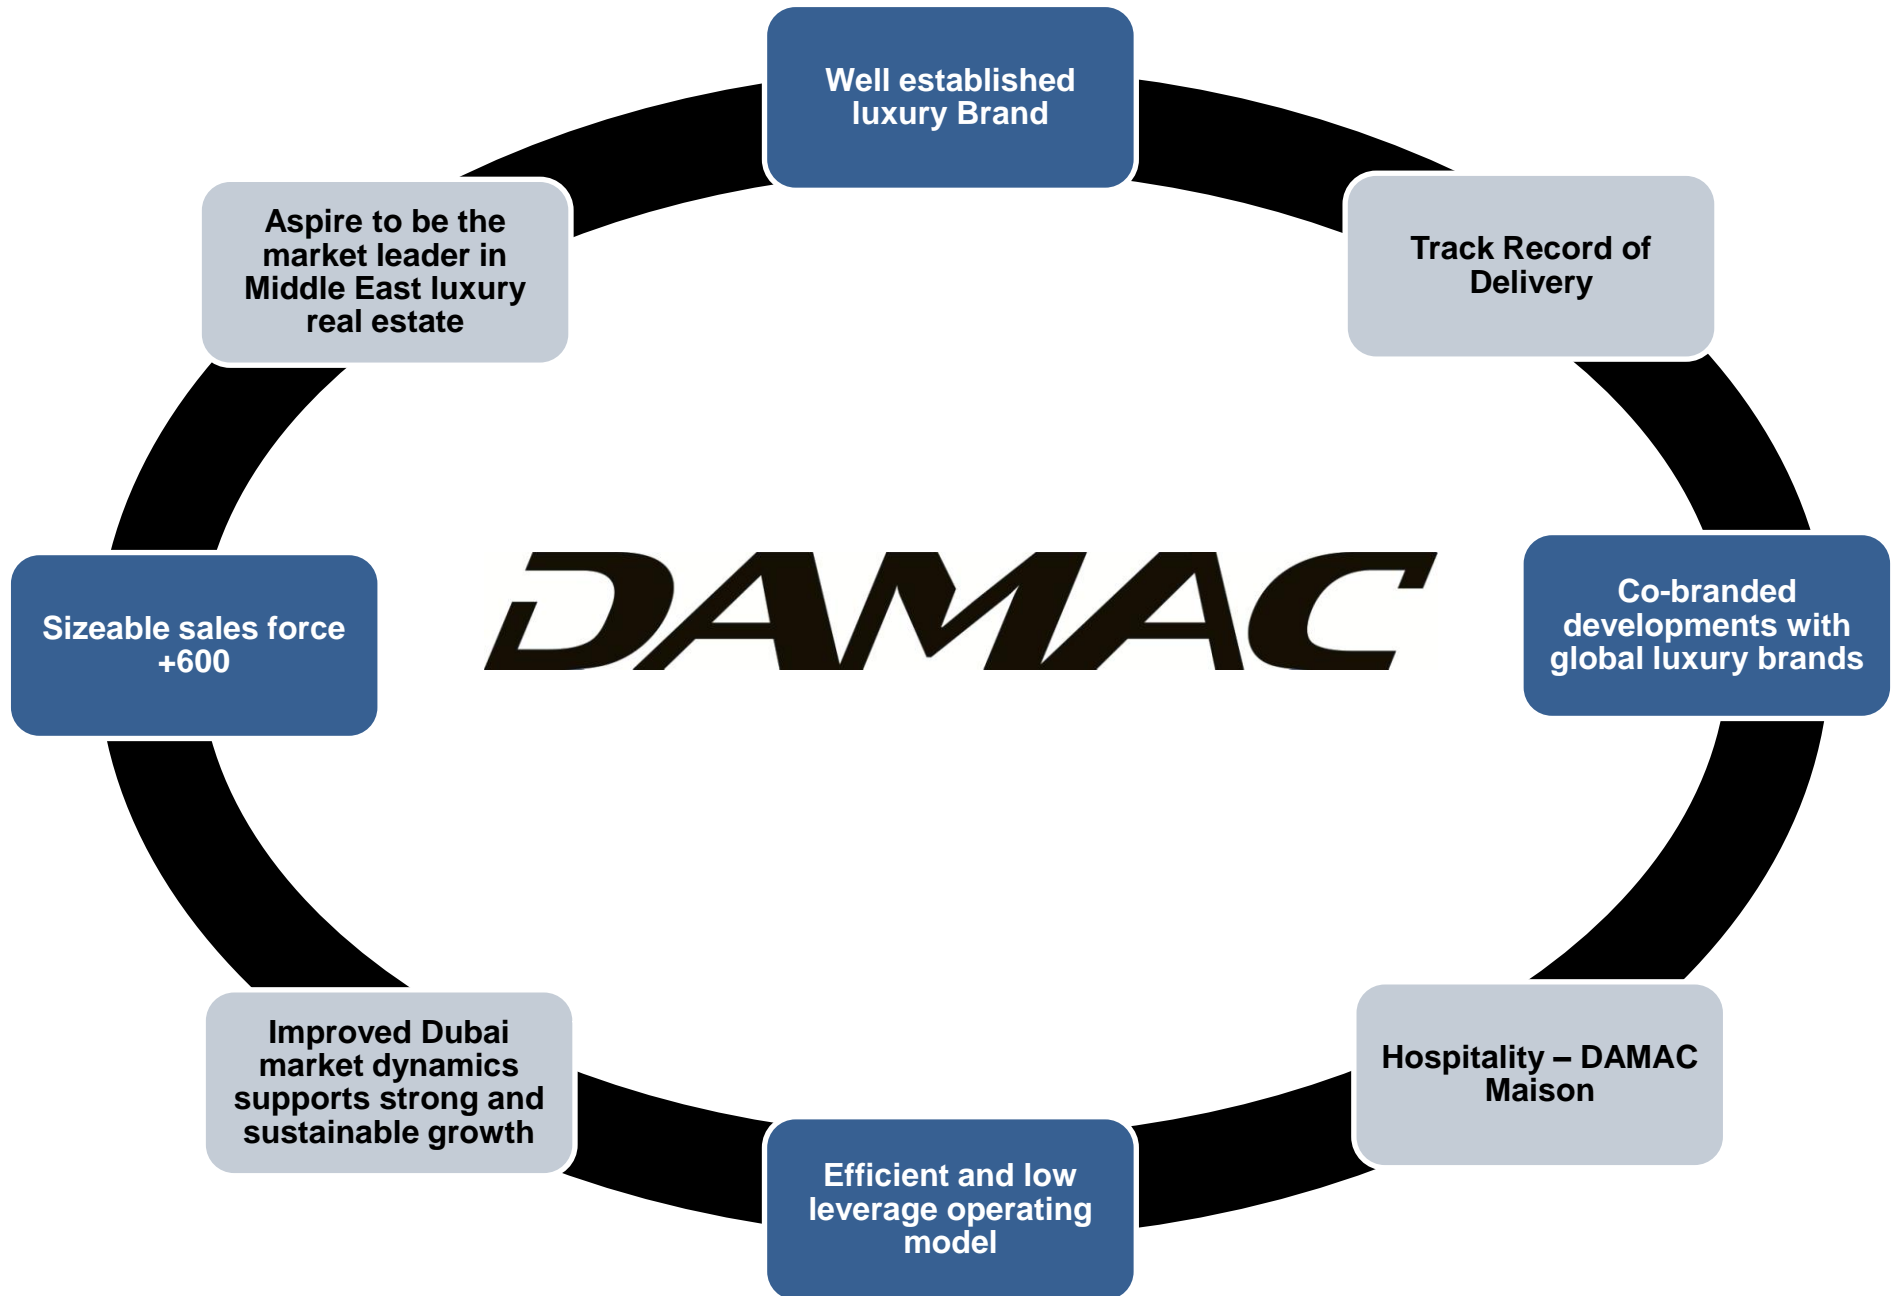 Well established
luxury Brand
Track Record of
Delivery
Co-branded
developments with
global luxury brands
Hospitality – DAMAC
Maison
Efficient and low
leverage operating
model
Improved Dubai
market dynamics
supports strong and
sustainable growth
Sizeable sales force
+600
Aspire to be the
market leader in
Middle East luxury
real estate
DAMAC